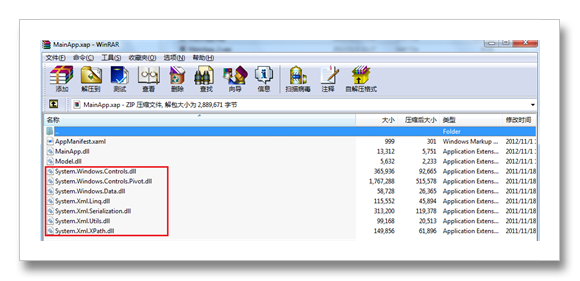 MainApp.xap - WinRAR
文件(F) 命令(C) 工具(S) 收藏夹(O) 选项(N) 帮助(H)
添加 解压到 测试 查看 删除 查找 向导 信息 扫描病毒 注释 自解压格式
MainApp.xap - ZIP 压缩文件, 解包大小为 2,889,671 字节
名称 大小 压缩后大小 类型 修改时间
.. Folder
AppManifest.xaml 999 301 Windows Markup ... 2012/11/1
MainApp.dll 13,312 5,751 Application Extens... 2012/11/1
Model.dll 5,632 2,233 Application Extens... 2012/11/1
System.Windows.Controls.dll 365,936 92,665 Application Extens... 2011/11/18
System.Windows.Controls.Pivot.dll 1,767,288 515,578 Application Extens... 2011/11/18
System.Windows.Data.dll 58,728 26,365 Application Extens... 2011/11/18
System.Xml.Linq.dll 115,552 45,894 Application Extens... 2011/11/18
System.Xml.Serialization.dll 313,200 119,378 Application Extens... 2011/11/18
System.Xml.Utils.dll 99,168 20,513 Application Extens... 2011/11/18
System.Xml.XPath.dll 149,856 61,896 Application Extens... 2011/11/18